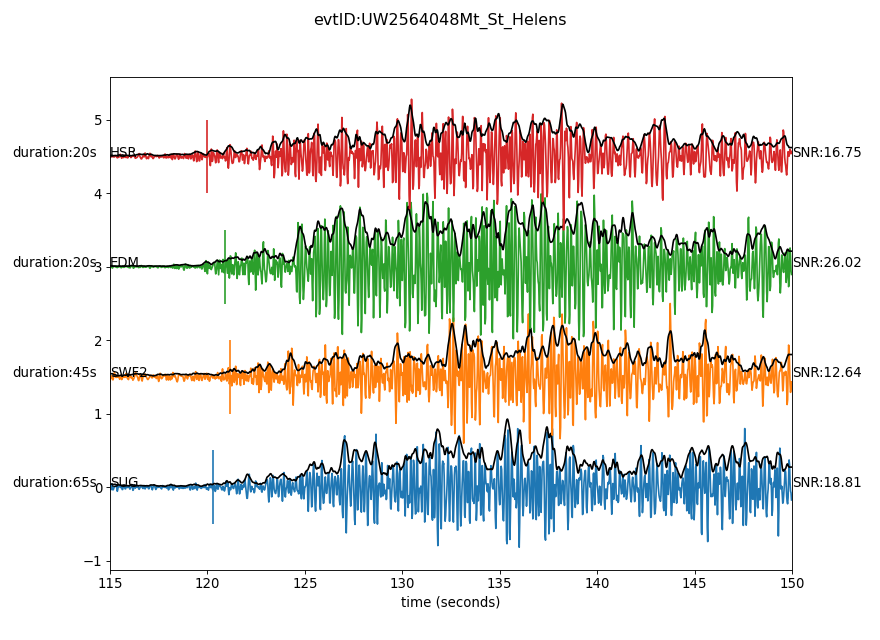 evtID:UW2564048Mt_St_Helens
5
duration:20s HSR SNR:16.75
4
duration:20s 3 EDM SNR:26.02
2
duration:45s SWF2 SNR:12.64
1
duration:65s 0 SUG SNR:18.81
−1
115 120 125 130 135 140 145 150
time (seconds)